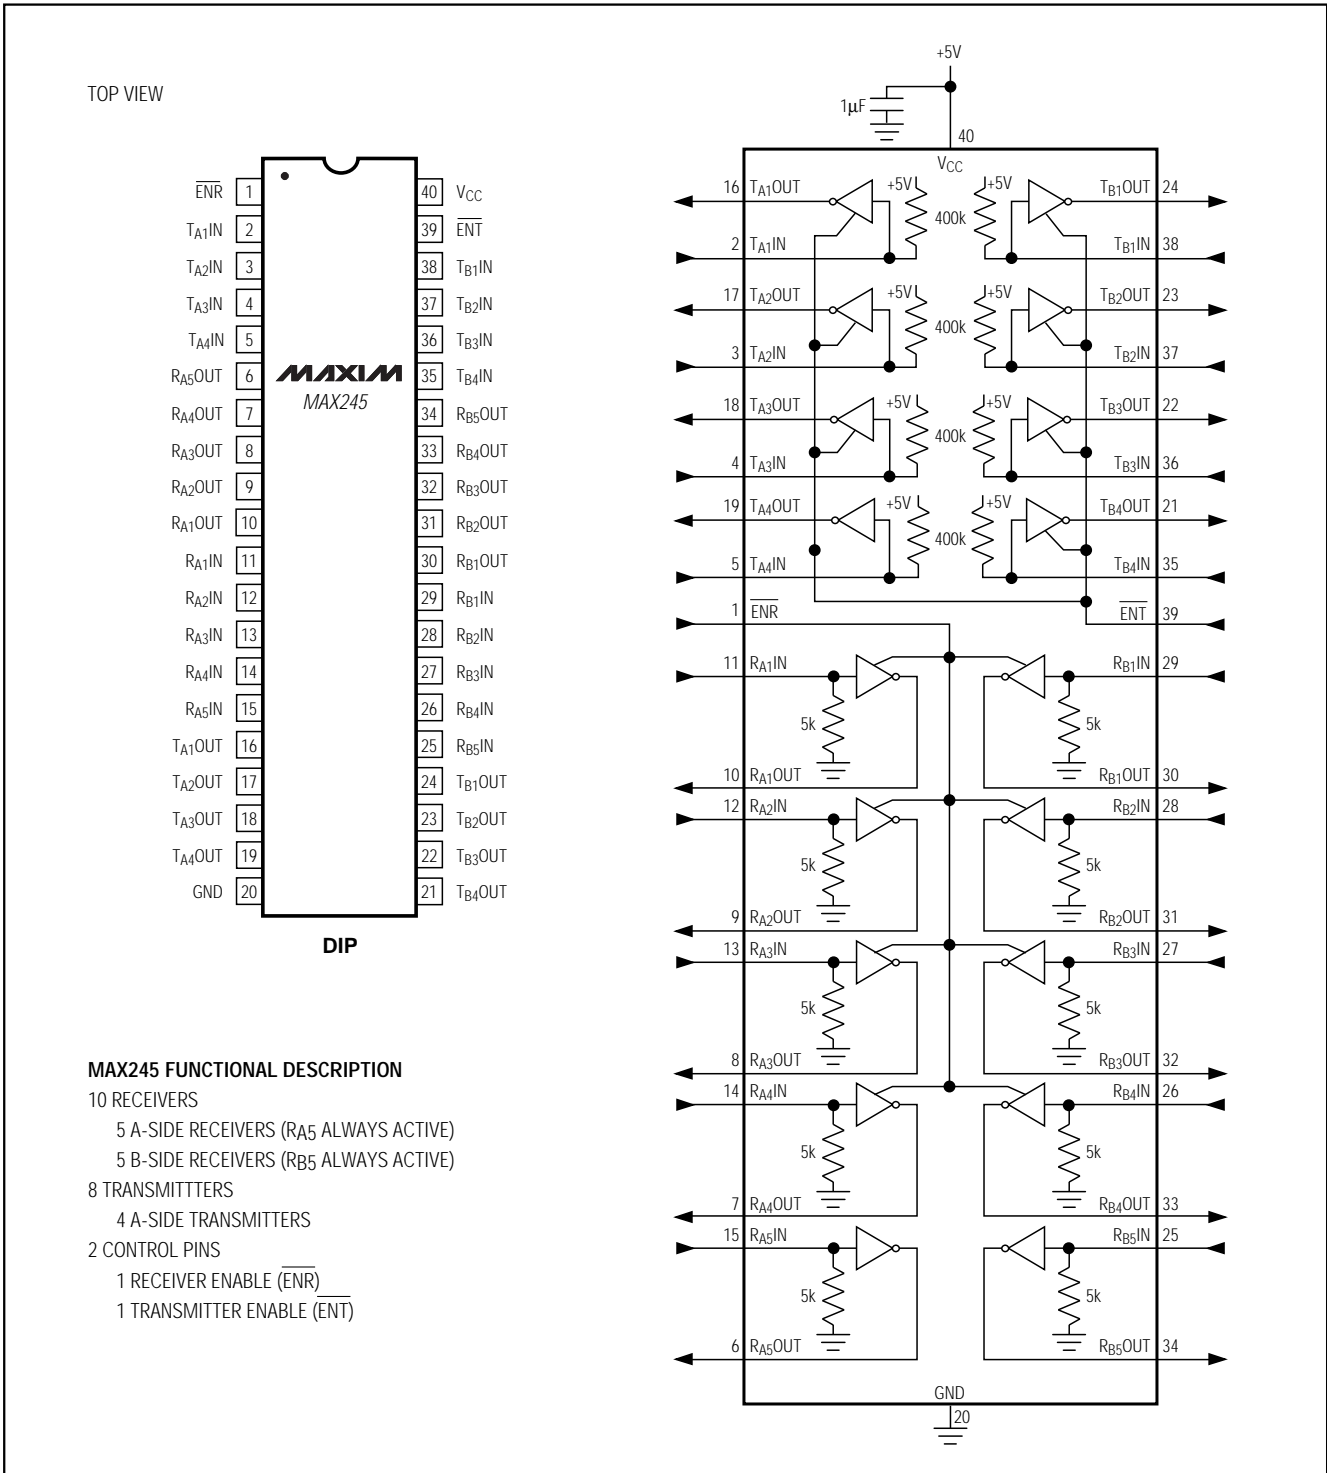 TOP VIEW
E̅N̅R̅ 1
TA1IN 2
TA2IN 3
TA3IN 4
TA4IN 5
RA5OUT 6
RA4OUT 7
RA3OUT 8
RA2OUT 9
RA1OUT 10
RA1IN 11
RA2IN 12
RA3IN 13
RA4IN 14
RA5IN 15
TA1OUT 16
TA2OUT 17
TA3OUT 18
TA4OUT 19
GND 20
MAXIM
MAX245
40 VCC
39 E̅N̅T̅
38 TB1IN
37 TB2IN
36 TB3IN
35 TB4IN
34 RB5OUT
33 RB4OUT
32 RB3OUT
31 RB2OUT
30 RB1OUT
29 RB1IN
28 RB2IN
27 RB3IN
26 RB4IN
25 RB5IN
24 TB1OUT
23 TB2OUT
22 TB3OUT
21 TB4OUT
DIP
MAX245 FUNCTIONAL DESCRIPTION
10 RECEIVERS
5 A-SIDE RECEIVERS (RA5 ALWAYS ACTIVE)
5 B-SIDE RECEIVERS (RB5 ALWAYS ACTIVE)
8 TRANSMITTTERS
4 A-SIDE TRANSMITTERS
2 CONTROL PINS
1 RECEIVER ENABLE (E̅N̅R̅)
1 TRANSMITTER ENABLE (E̅N̅T̅)
+5V
1µF
40
VCC
16 TA1OUT +5V +5V TB1OUT 24
400k
2 TA1IN TB1IN 38
17 TA2OUT +5V +5V TB2OUT 23
400k
3 TA2IN TB2IN 37
18 TA3OUT +5V +5V TB3OUT 22
400k
4 TA3IN TB3IN 36
19 TA4OUT +5V +5V TB4OUT 21
400k
5 TA4IN TB4IN 35
1 E̅N̅R̅ E̅N̅T̅ 39
11 RA1IN RB1IN 29
5k 5k
10 RA1OUT RB1OUT 30
12 RA2IN RB2IN 28
5k 5k
9 RA2OUT RB2OUT 31
13 RA3IN RB3IN 27
5k 5k
8 RA3OUT RB3OUT 32
14 RA4IN RB4IN 26
5k 5k
7 RA4OUT RB4OUT 33
15 RA5IN RB5IN 25
5k 5k
6 RA5OUT RB5OUT 34
GND
20